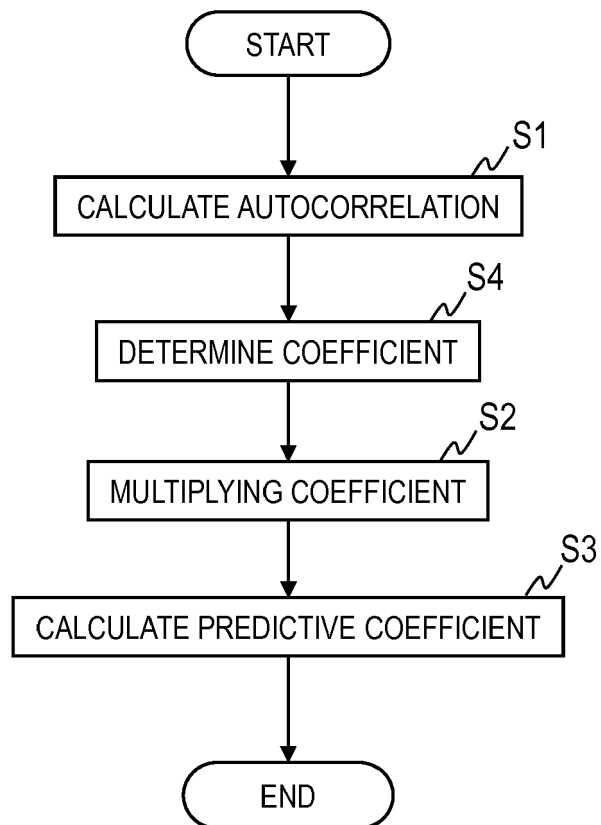 START
S1
CALCULATE AUTOCORRELATION
S4
DETERMINE COEFFICIENT
S2
MULTIPLYING COEFFICIENT
S3
CALCULATE PREDICTIVE COEFFICIENT
END